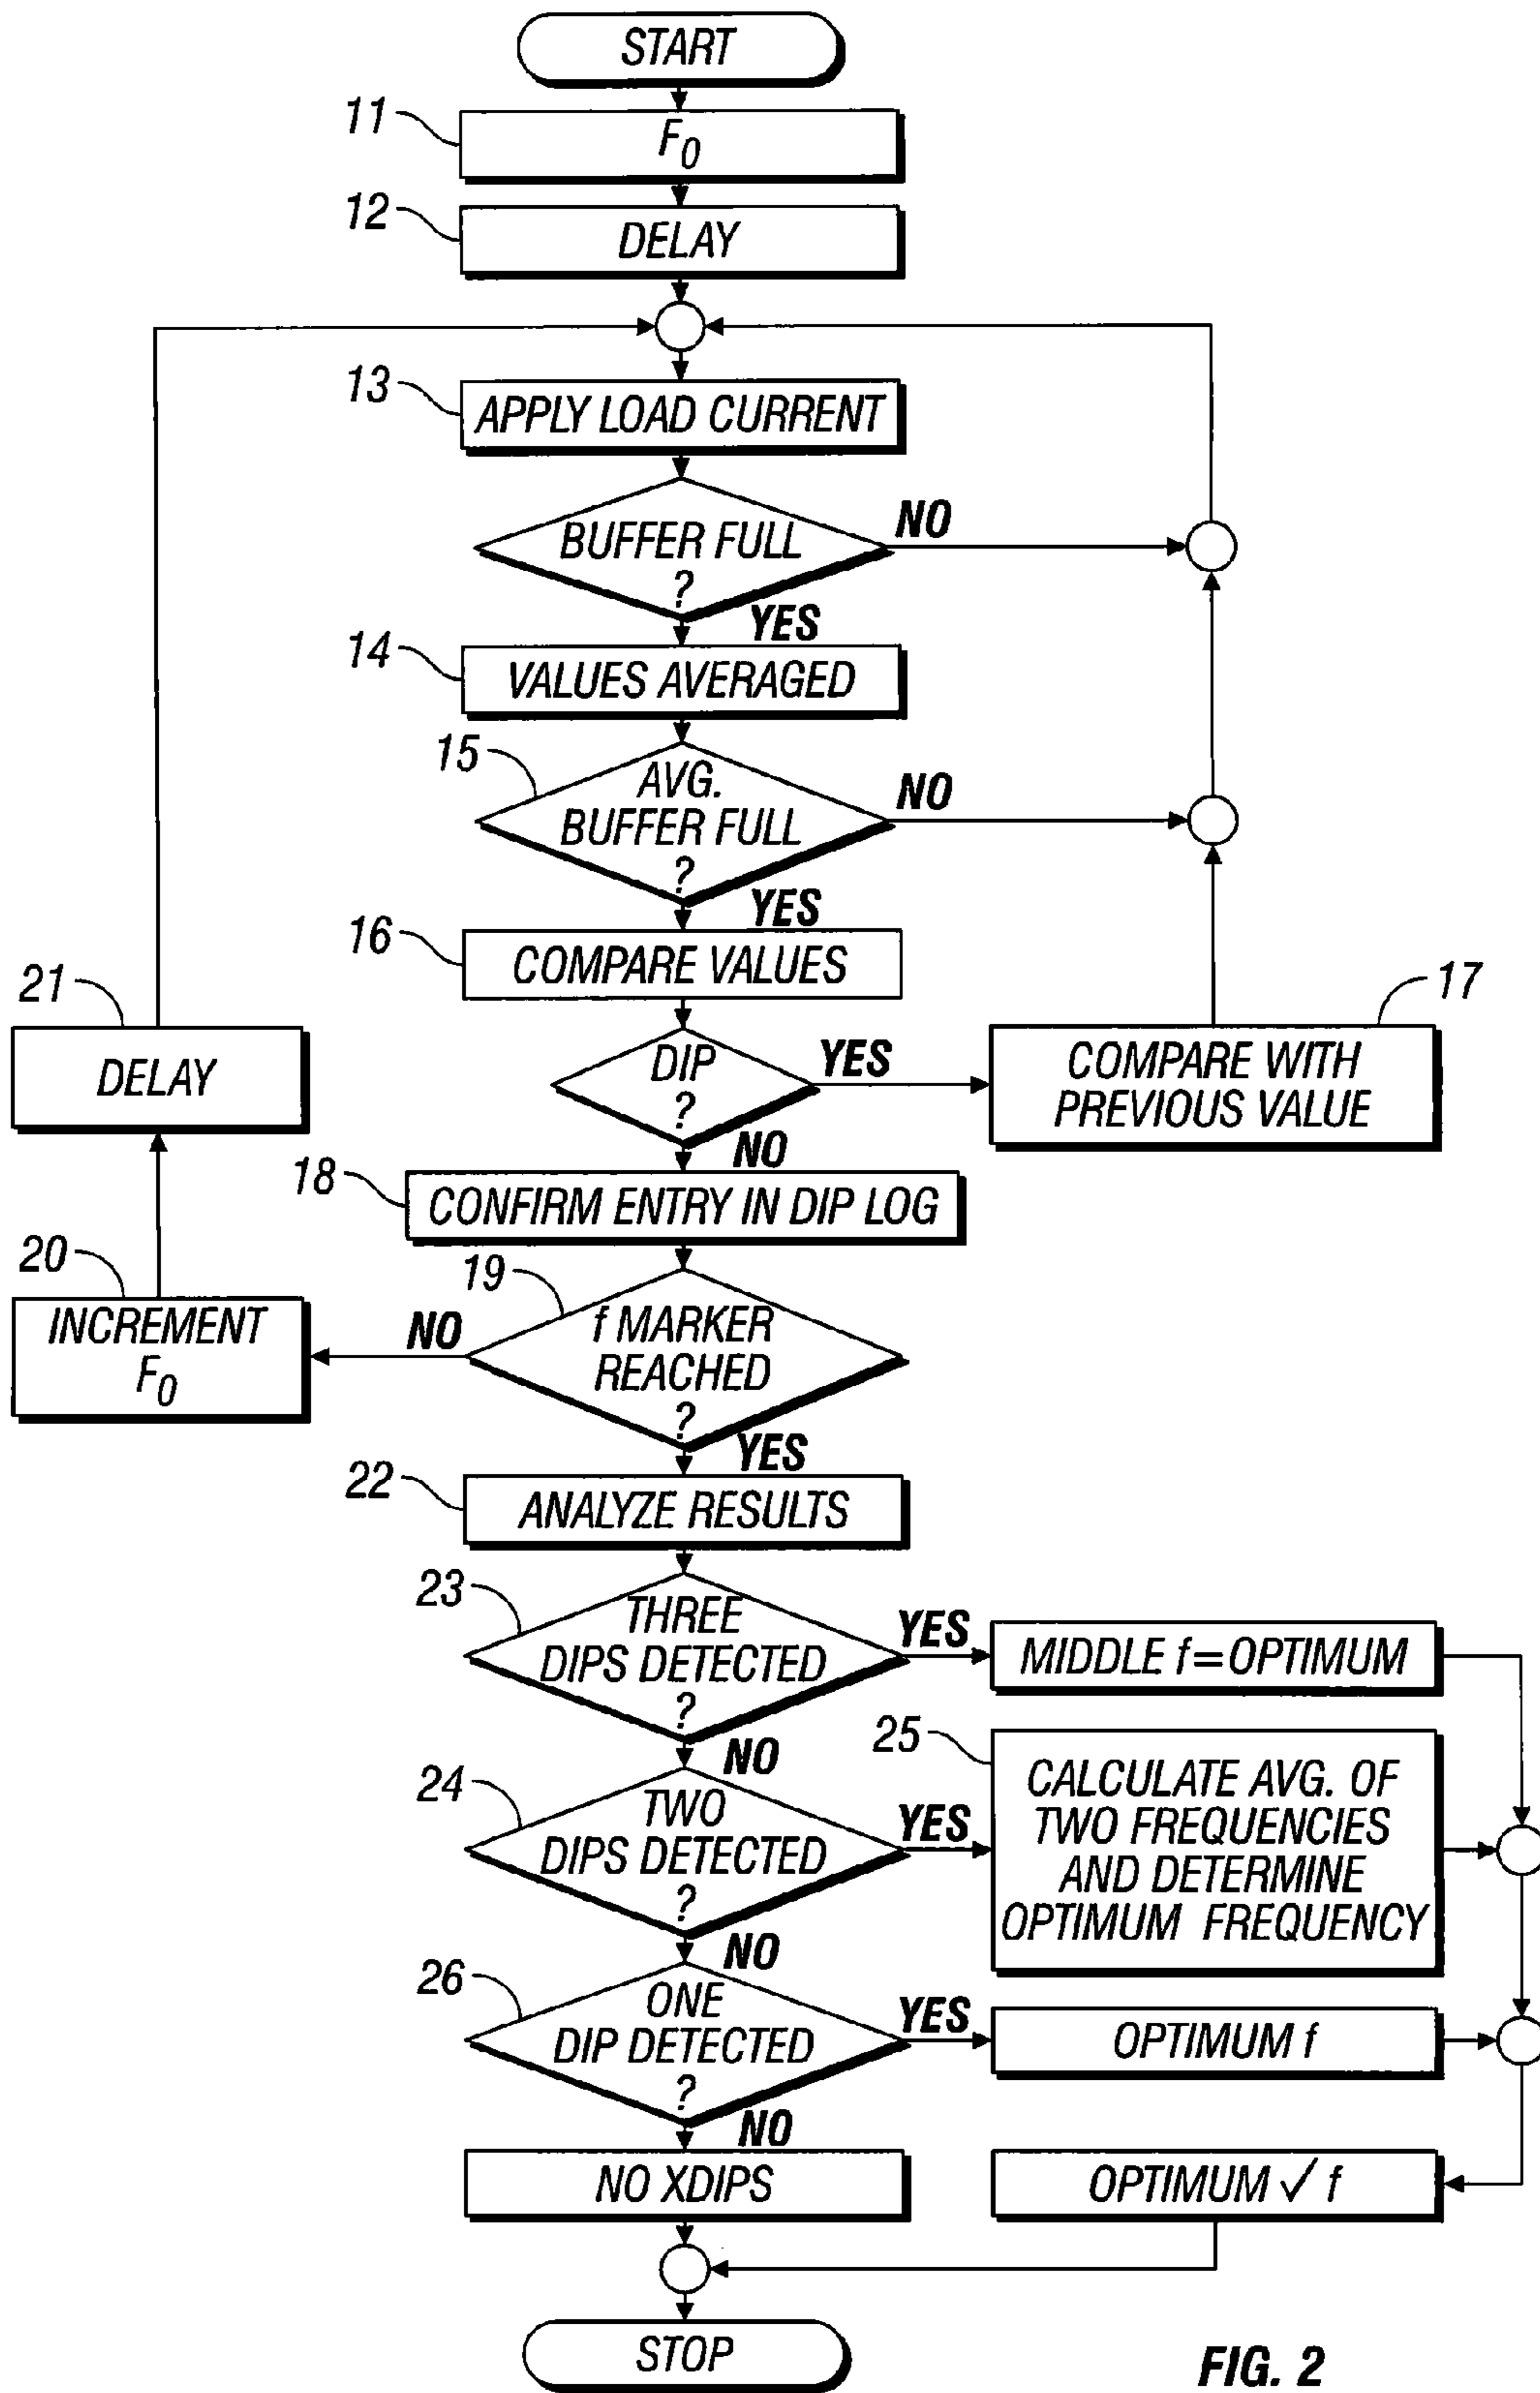 START
11
F0
12
DELAY
13
APPLY LOAD CURRENT
BUFFER FULL
?
NO
YES
14
VALUES AVERAGED
15
AVG.
BUFFER FULL
?
NO
YES
16
COMPARE VALUES
21
DELAY
DIP
?
YES
17
COMPARE WITH
PREVIOUS VALUE
NO
18
CONFIRM ENTRY IN DIP LOG
20
INCREMENT
F0
19
f MARKER
REACHED
?
NO
YES
22
ANALYZE RESULTS
23
THREE
DIPS DETECTED
?
YES
MIDDLE f=OPTIMUM
NO
24
TWO
DIPS DETECTED
?
YES
25
CALCULATE AVG. OF
TWO FREQUENCIES
AND DETERMINE
OPTIMUM FREQUENCY
NO
26
ONE
DIP DETECTED
?
YES
OPTIMUM f
NO
NO XDIPS
OPTIMUM ✓ f
STOP
FIG. 2